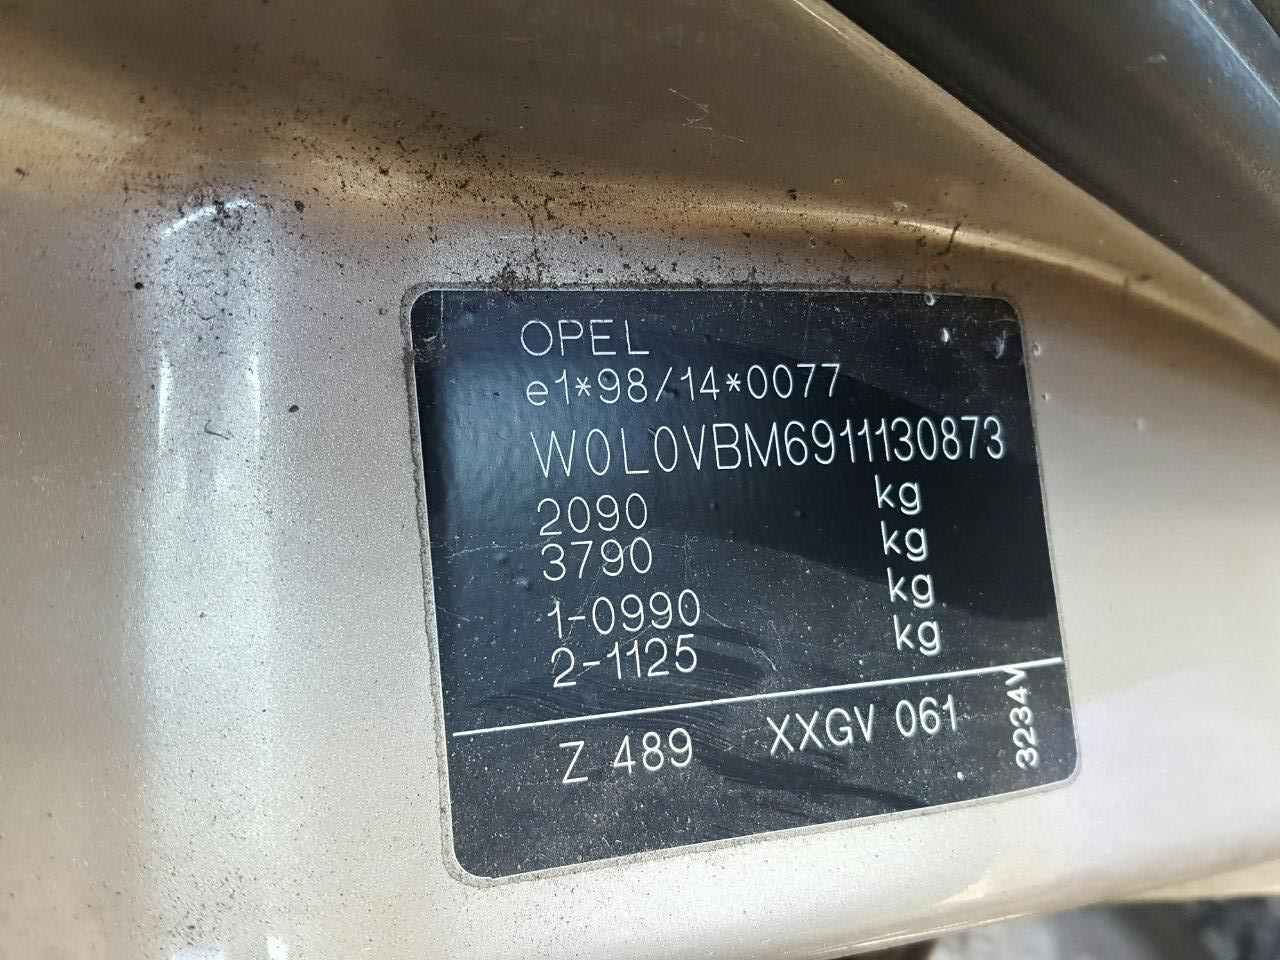 OPEL
e1*98/14*0077
W0L0VBM6911130873
2090 kg
3790 kg
1-0990 kg
2-1125 kg
Z 489 XXGV 061
3234V